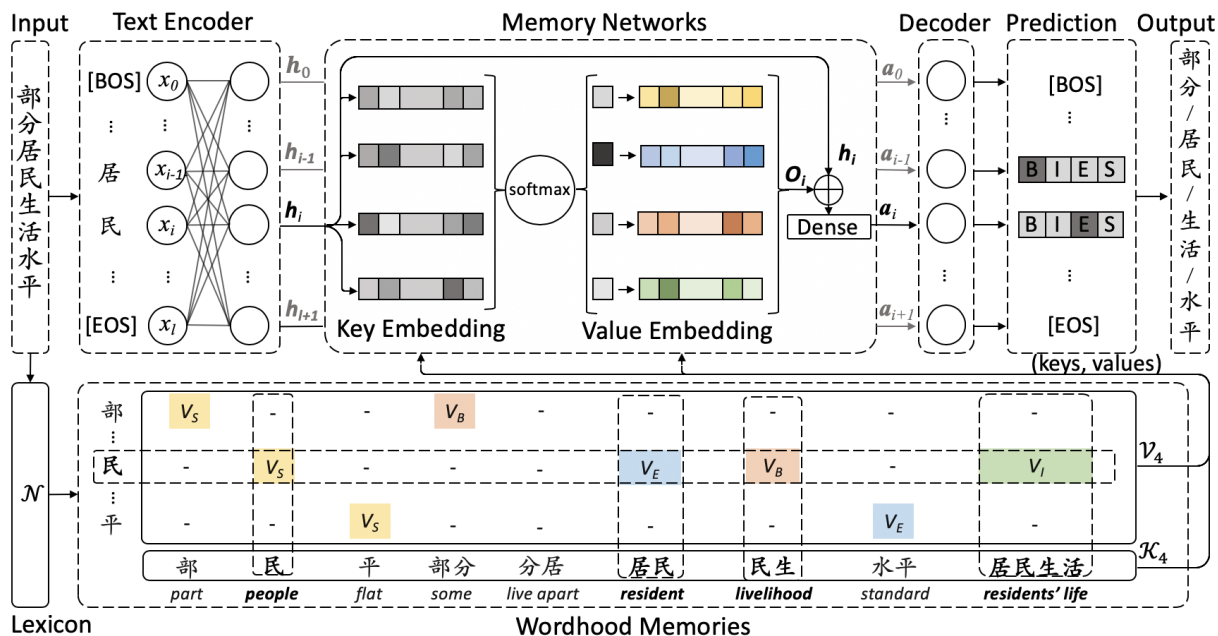 Input
Text Encoder
Memory Networks
Decoder
Prediction
Output
部分居民生活水平
[BOS]
x0
⋮
居
xi-1
民
xi
⋮
[EOS]
xl
h0
hi-1
hi
hl+1
softmax
Key Embedding
Value Embedding
Oi
hi
Dense
a0
ai-1
ai
ai+1
[BOS]
⋮
B I E S
B I E S
⋮
[EOS]
部分/居民/生活/水平
(keys, values)
N
Lexicon
部 VS - - VB - - - - -
⋮
民 - VS - - - VE VB - VI
⋮
平 - - VS - - - - VE -
V4
部 民 平 部分 分居 居民 民生 水平 居民生活
K4
part people flat some live apart resident livelihood standard residents' life
Wordhood Memories